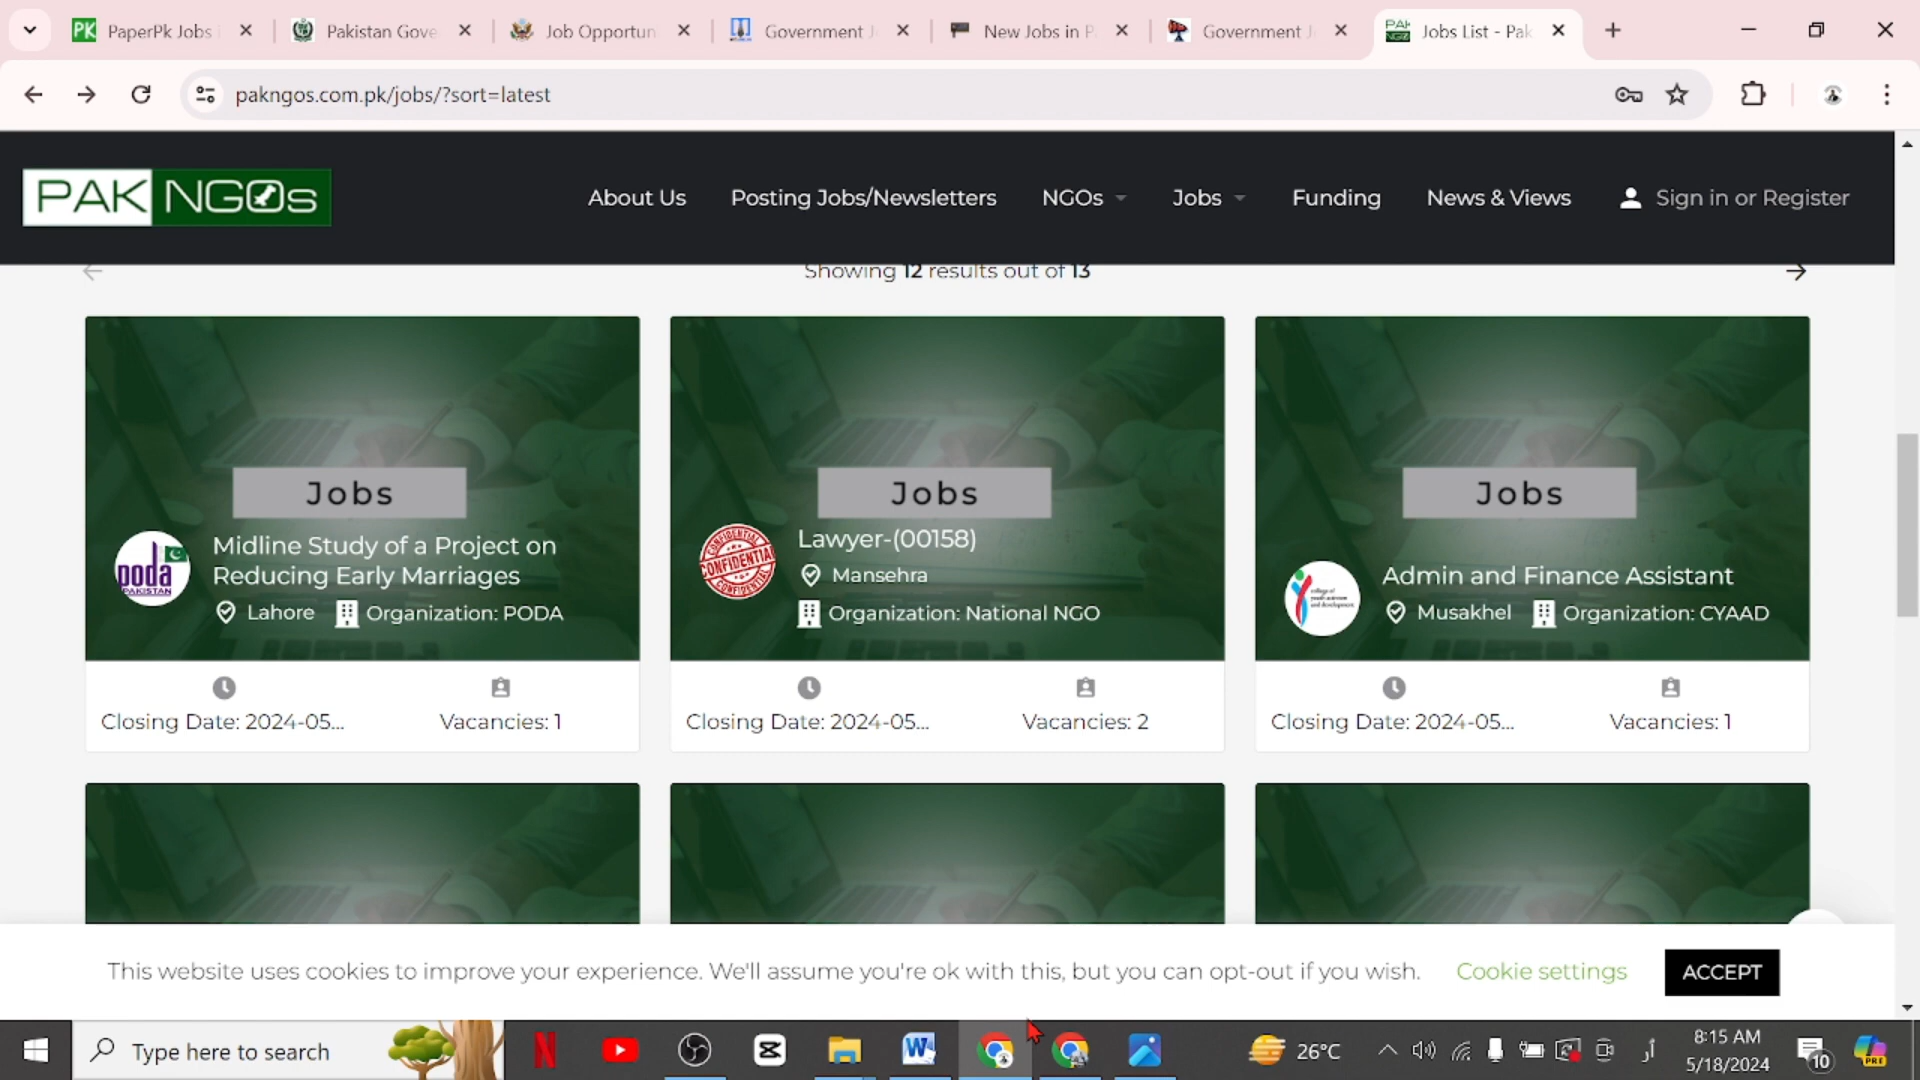 PaperPk Jobs
Pakistan Gove
Job Opportun
Government J
New Jobs in P
Government J
Jobs List - Pak
pakngos.com.pk/jobs/?sort=latest
PAK NGOs
About Us
Posting Jobs/Newsletters
NGOs
Jobs
Funding
News & Views
Sign in or Register
Showing 12 results out of 13
Jobs
poda
PAKISTAN
Midline Study of a Project on
Reducing Early Marriages
Lahore
Organization: PODA
Closing Date: 2024-05...
Vacancies: 1
Jobs
CONFIDENTIAL
Lawyer-(00158)
Mansehra
Organization: National NGO
Closing Date: 2024-05...
Vacancies: 2
Jobs
Admin and Finance Assistant
Musakhel
Organization: CYAAD
Closing Date: 2024-05...
Vacancies: 1
This website uses cookies to improve your experience. We'll assume you're ok with this, but you can opt-out if you wish.
Cookie settings
ACCEPT
Type here to search
26°C
8:15 AM
5/18/2024
10
PRE